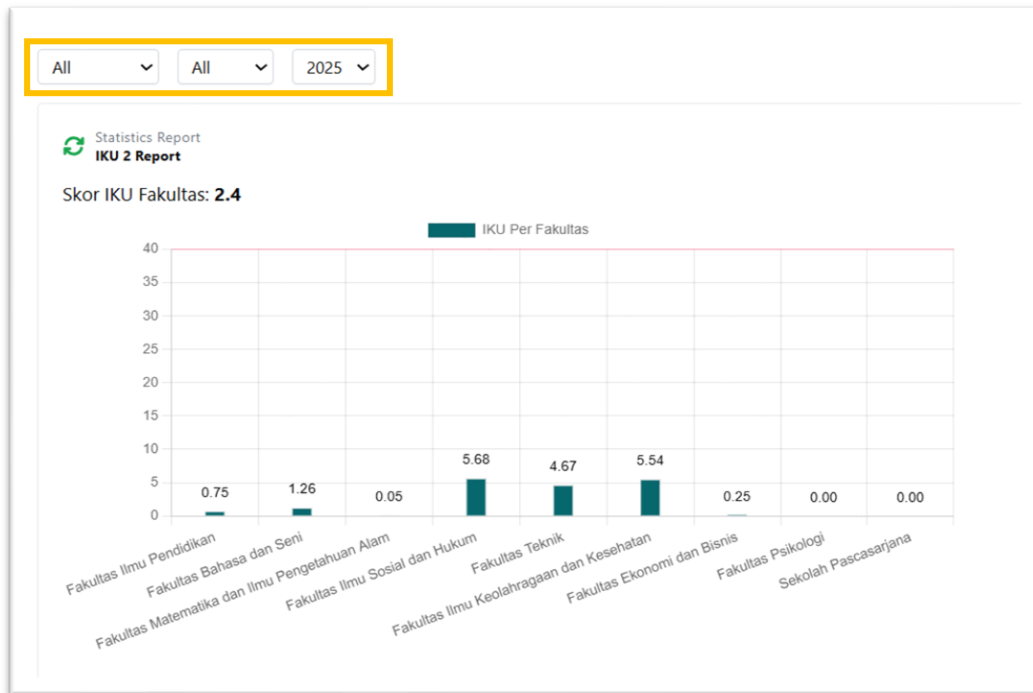 All All 2025
Statistics Report
IKU 2 Report
Skor IKU Fakultas: 2.4
IKU Per Fakultas
40
35
30
25
20
15
10
5
0
0.75 1.26 0.05 5.68 4.67 5.54 0.25 0.00 0.00
Fakultas Ilmu Pendidikan
Fakultas Bahasa dan Seni
Fakultas Matematika dan Ilmu Pengetahuan Alam
Fakultas Ilmu Sosial dan Hukum
Fakultas Teknik
Fakultas Ilmu Keolahragaan dan Kesehatan
Fakultas Ekonomi dan Bisnis
Fakultas Psikologi
Sekolah Pascasarjana